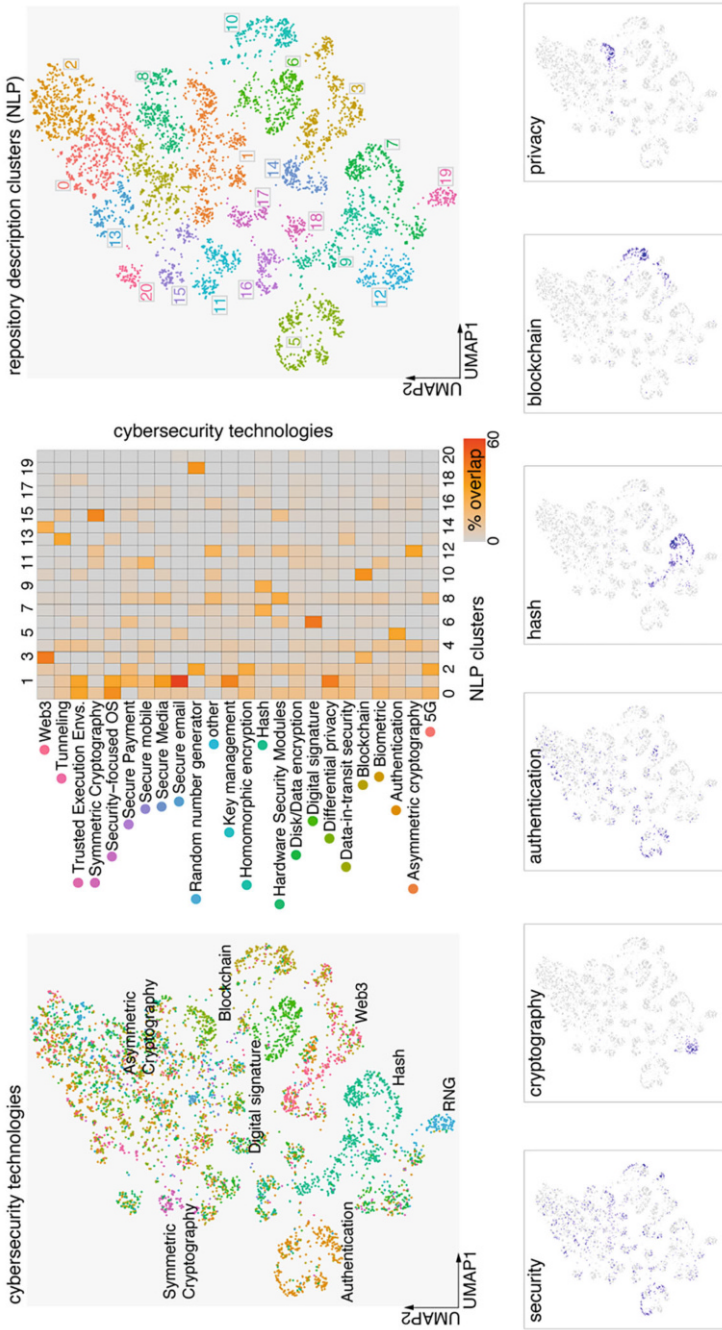 cybersecurity technologies
Asymmetric
Cryptography
Symmetric
Cryptography
Blockchain
Digital signature
Web3
Hash
Authentication
RNG
UMAP2
UMAP1
Web3
Tunneling
Trusted Execution Envs.
Symmetric Cryptography
Security-focused OS
Secure Payment
Secure mobile
Secure Media
Secure email
Random number generator
other
Key management
Homomorphic encryption
Hash
Hardware Security Modules
Disk/Data encryption
Digital signature
Differential privacy
Data-in-transit security
Blockchain
Biometric
Authentication
Asymmetric cryptography
5G
cybersecurity technologies
1 3 5 7 9 11 13 15 17 19
0 2 4 6 8 10 12 14 16 18 20
NLP clusters
% overlap
0 60
repository description clusters (NLP)
2
0
10
8
13
6
4
20
3
1
15
14
11
17
7
18
16
9
19
5
12
UMAP2
UMAP1
security
cryptography
authentication
hash
blockchain
privacy